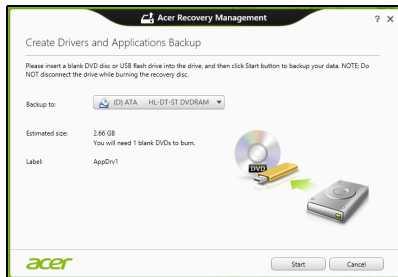 Acer Recovery Management
? ×
Create Drivers and Applications Backup
Please insert a blank DVD disc or USB flash drive into the drive, and then click Start button to backup your data. NOTE: Do
NOT disconnect the drive while burning the recovery disc.
Backup to: (D) ATA HL-DT-ST DVDRAM
Estimated size: 2.66 GB
You will need 1 blank DVDs to burn.
Label: AppDrv1
DVD
acer Start Cancel